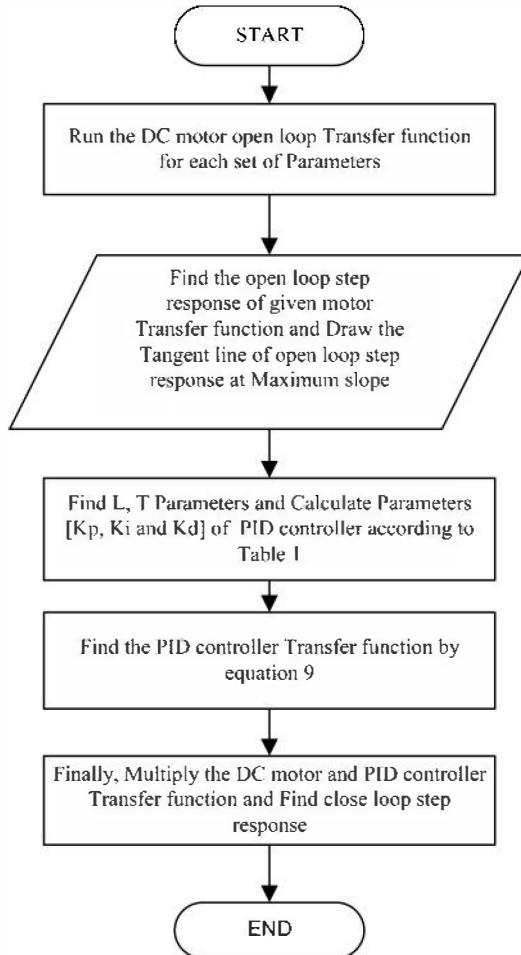 START
Run the DC motor open loop Transfer function
for each set of Parameters
Find the open loop step
response of given motor
Transfer function and Draw the
Tangent line of open loop step
response at Maximum slope
Find L, T Parameters and Calculate Parameters
[Kp, Ki and Kd] of PID controller according to
Table 1
Find the PID controller Transfer function by
equation 9
Finally, Multiply the DC motor and PID controller
Transfer function and Find close loop step
response
END